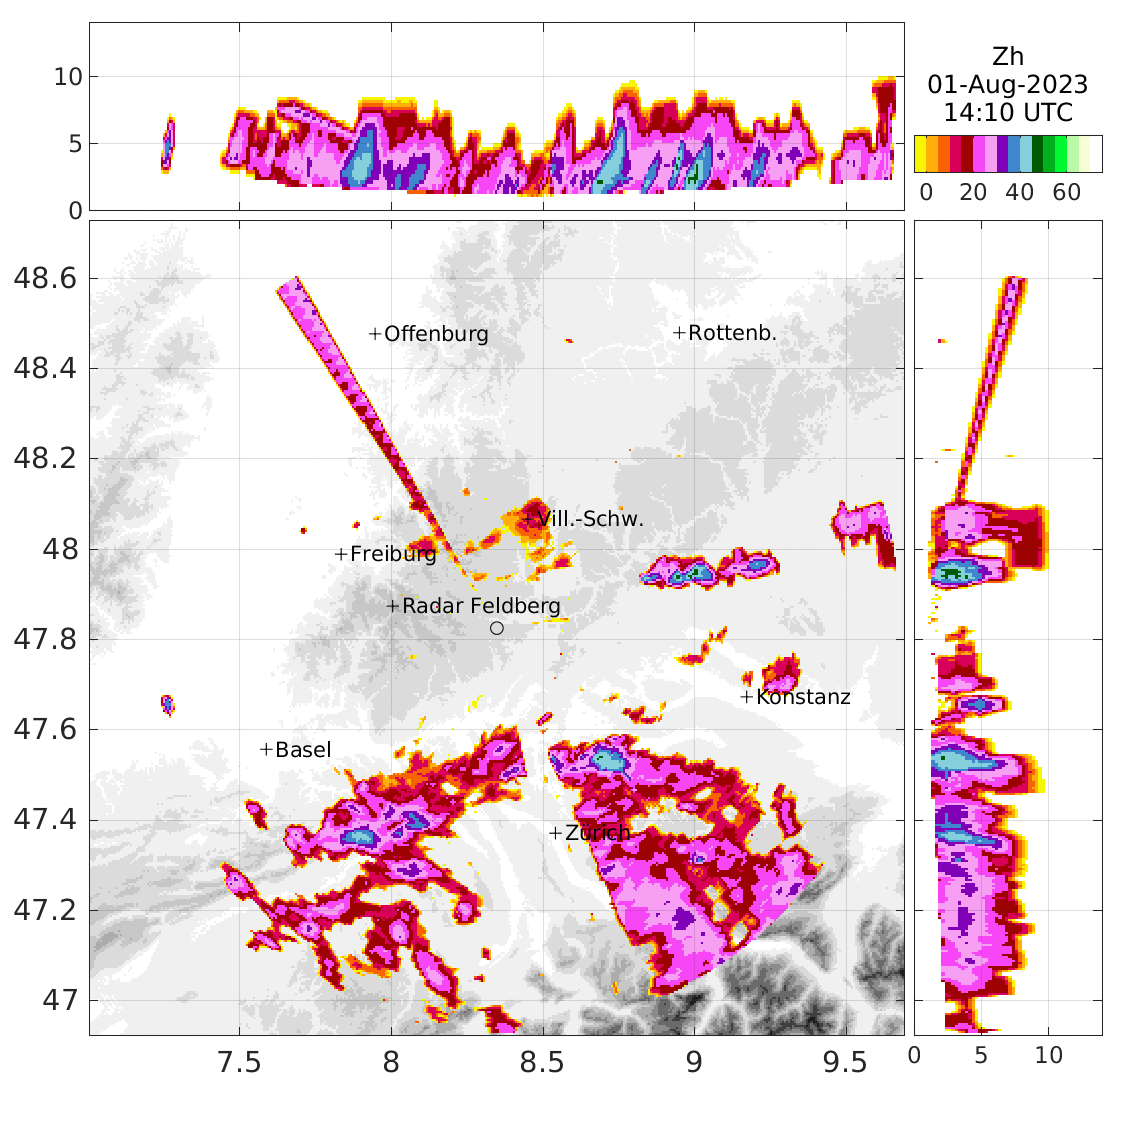 Zh
01-Aug-2023
14:10 UTC
10
5
0
0 20 40 60
48.6
48.4
48.2
48
47.8
47.6
47.4
47.2
47
+Offenburg
+Rottenb.
+Vill.-Schw.
+Freiburg
+Radar Feldberg
+Konstanz
+Basel
+Zürich
7.5 8 8.5 9 9.5
0 5 10